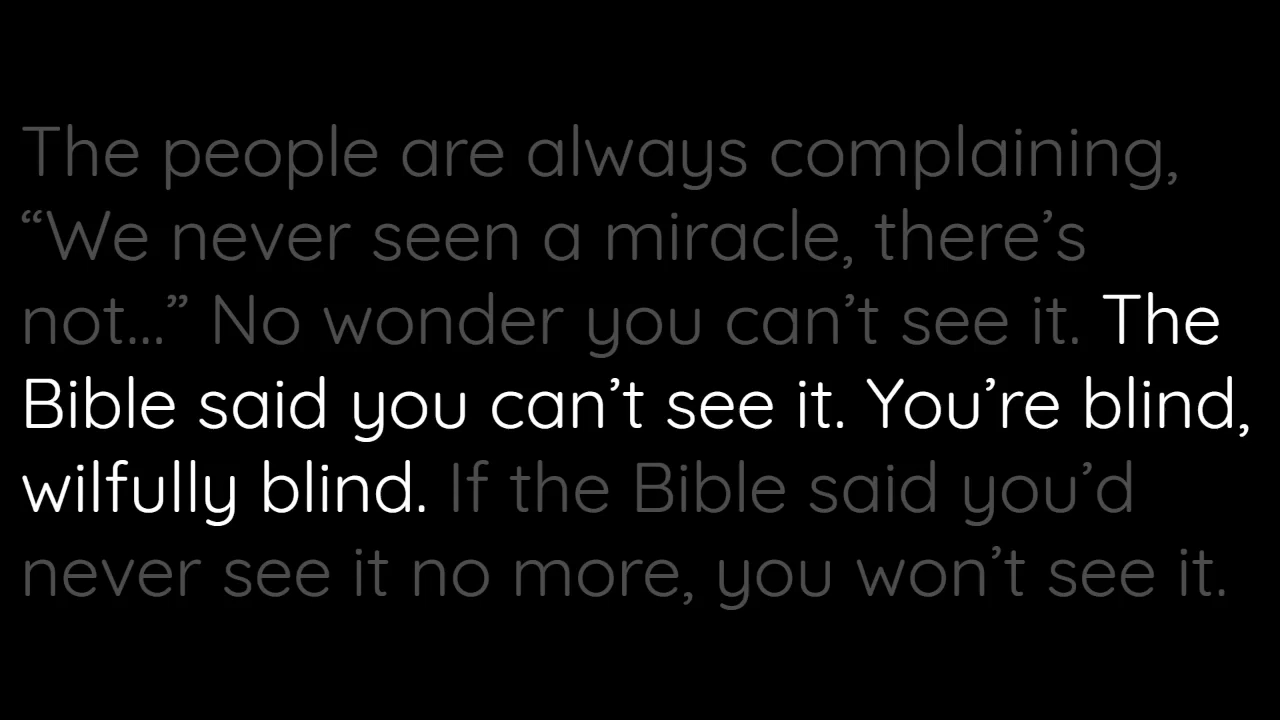 The people are always complaining,
“We never seen a miracle, there’s
not...” No wonder you can’t see it. The
Bible said you can’t see it. You’re blind,
wilfully blind. If the Bible said you’d
never see it no more, you won’t see it.